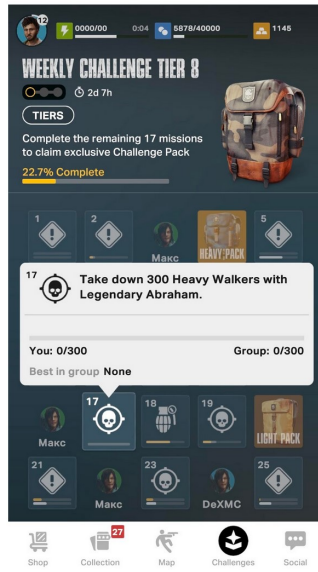 12
0000/00
0:04
5878/40000
1145
WEEKLY CHALLENGE TIER 8
2d 7h
TIERS
Complete the remaining 17 missions
to claim exclusive Challenge Pack
22.7% Complete
1
2
Макс
HEAVY PACK
5
17
Take down 300 Heavy Walkers with
Legendary Abraham.
You: 0/300
Group: 0/300
Best in group None
Макс
17
18
19
LIGHT PACK
21
Макс
23
DeXMC
25
27
Shop
Collection
Map
Challenges
Social